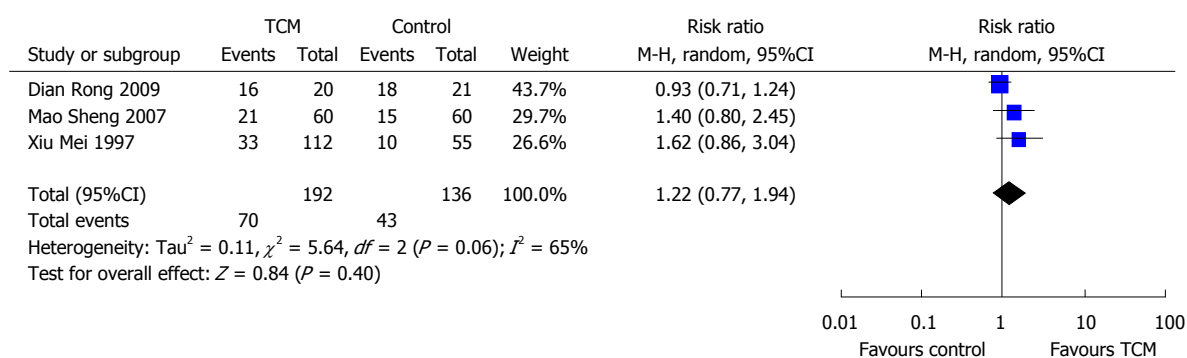 TCM Control Risk ratio Risk ratio
Study or subgroup Events Total Events Total Weight M-H, random, 95%CI M-H, random, 95%CI
Dian Rong 2009 16 20 18 21 43.7% 0.93 (0.71, 1.24)
Mao Sheng 2007 21 60 15 60 29.7% 1.40 (0.80, 2.45)
Xiu Mei 1997 33 112 10 55 26.6% 1.62 (0.86, 3.04)
Total (95%CI) 192 136 100.0% 1.22 (0.77, 1.94)
Total events 70 43
Heterogeneity: Tau² = 0.11, χ² = 5.64, df = 2 (P = 0.06); I² = 65%
Test for overall effect: Z = 0.84 (P = 0.40)
0.01 0.1 1 10 100
Favours control Favours TCM